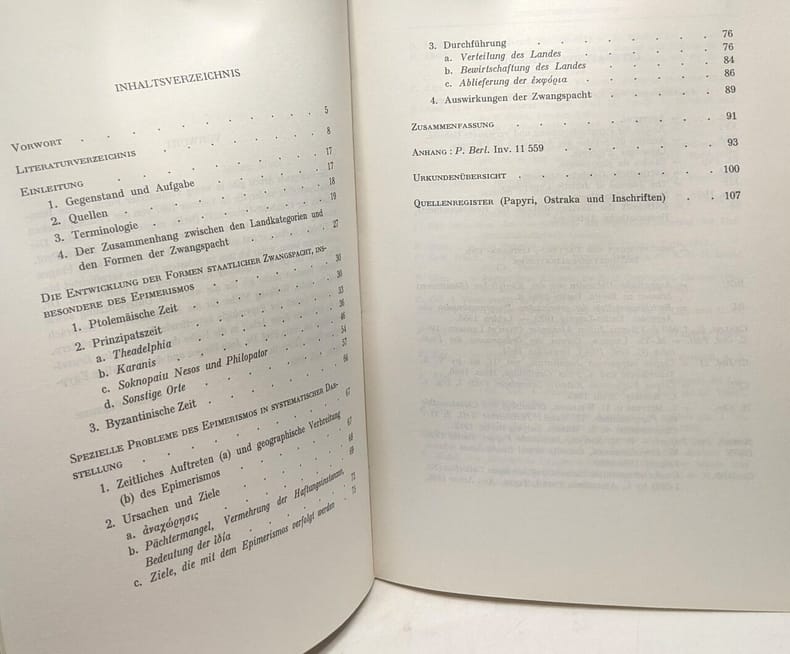 INHALTSVERZEICHNIS
VORWORT . . . . . . . . . 5
LITERATURVERZEICHNIS . . . . . . . 8
EINLEITUNG . . . . . . . . . 17
1. Gegenstand und Aufgabe . . . . . . 17
2. Quellen . . . . . . . . . 18
3. Terminologie . . . . . . . . 19
4. Der Zusammenhang zwischen den Landkategorien und
den Formen der Zwangspacht . . . . . 27
DIE ENTWICKLUNG DER FORMEN STAATLICHER ZWANGSPACHT, INS-
BESONDERE DES EPIMERISMOS . . . . . . 30
1. Ptolemäische Zeit . . . . . . . 30
2. Prinzipatszeit . . . . . . . . 33
a. Theadelphia . . . . . . . . 36
b. Karanis . . . . . . . . 46
c. Soknopaiu Nesos und Philopator . . . . 54
d. Sonstige Orte . . . . . . . 57
3. Byzantinische Zeit . . . . . . . 64
SPEZIELLE PROBLEME DES EPIMERISMOS IN SYSTEMATISCHER DAR-
STELLUNG . . . . . . . . . 67
1. Zeitliches Auftreten (a) und geographische Verbreitung
(b) des Epimerismos . . . . . . . 67
2. Ursachen und Ziele . . . . . . . 68
a. ἀναχώρησις . . . . . . . . 69
b. Pächtermangel, Vermehrung der Haftungsinstanzen,
Bedeutung der ἰδία . . . . . . .
c. Ziele, die mit dem Epimerismos verfolgt werden . 75
3. Durchführung . . . . . . . . 76
a. Verteilung des Landes . . . . . . 76
b. Bewirtschaftung des Landes . . . . . 84
c. Ablieferung der ἐκφόρια . . . . . . 86
4. Auswirkungen der Zwangspacht . . . . . 89
ZUSAMMENFASSUNG . . . . . . . . 91
ANHANG : P. Berl. Inv. 11 559 . . . . . . 93
URKUNDENÜBERSICHT . . . . . . . . 100
QUELLENREGISTER (Papyri, Ostraka und Inschriften) . . 107